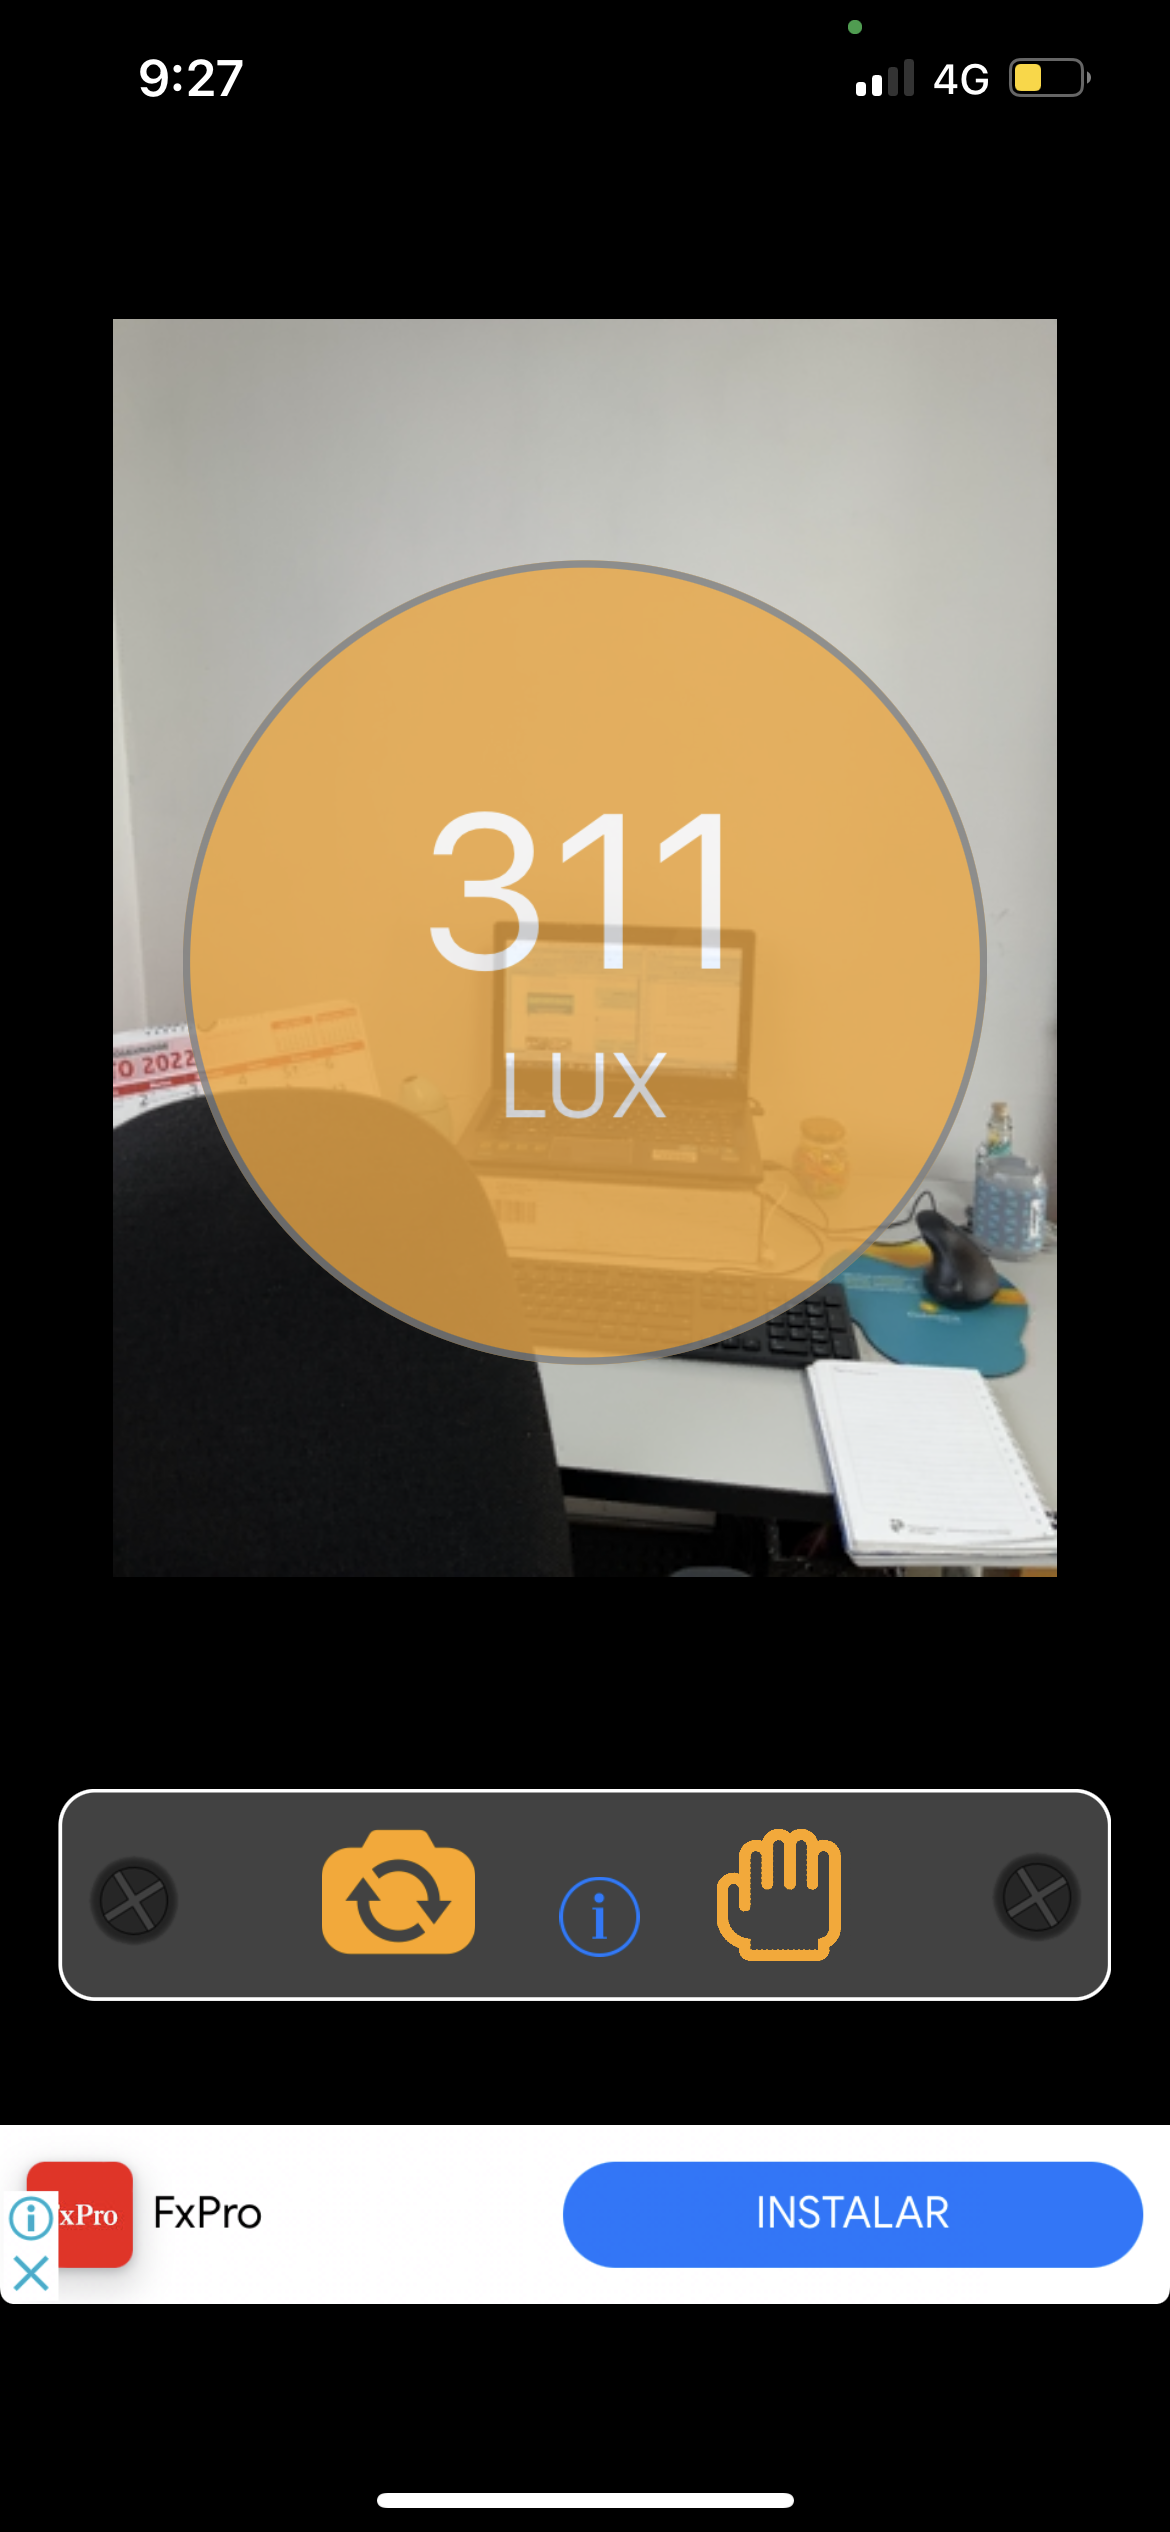 9:27
4G
311
LUX
O 2022
FxPro
xPro
INSTALAR